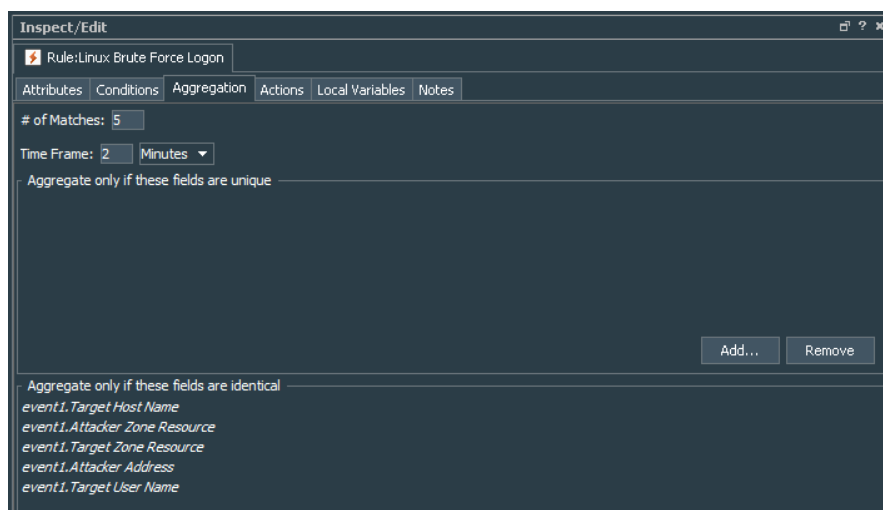 Inspect/Edit
Rule:Linux Brute Force Logon
Attributes Conditions Aggregation Actions Local Variables Notes
# of Matches: 5
Time Frame: 2 Minutes
Aggregate only if these fields are unique
Add... Remove
Aggregate only if these fields are identical
event1.Target Host Name
event1.Attacker Zone Resource
event1.Target Zone Resource
event1.Attacker Address
event1.Target User Name